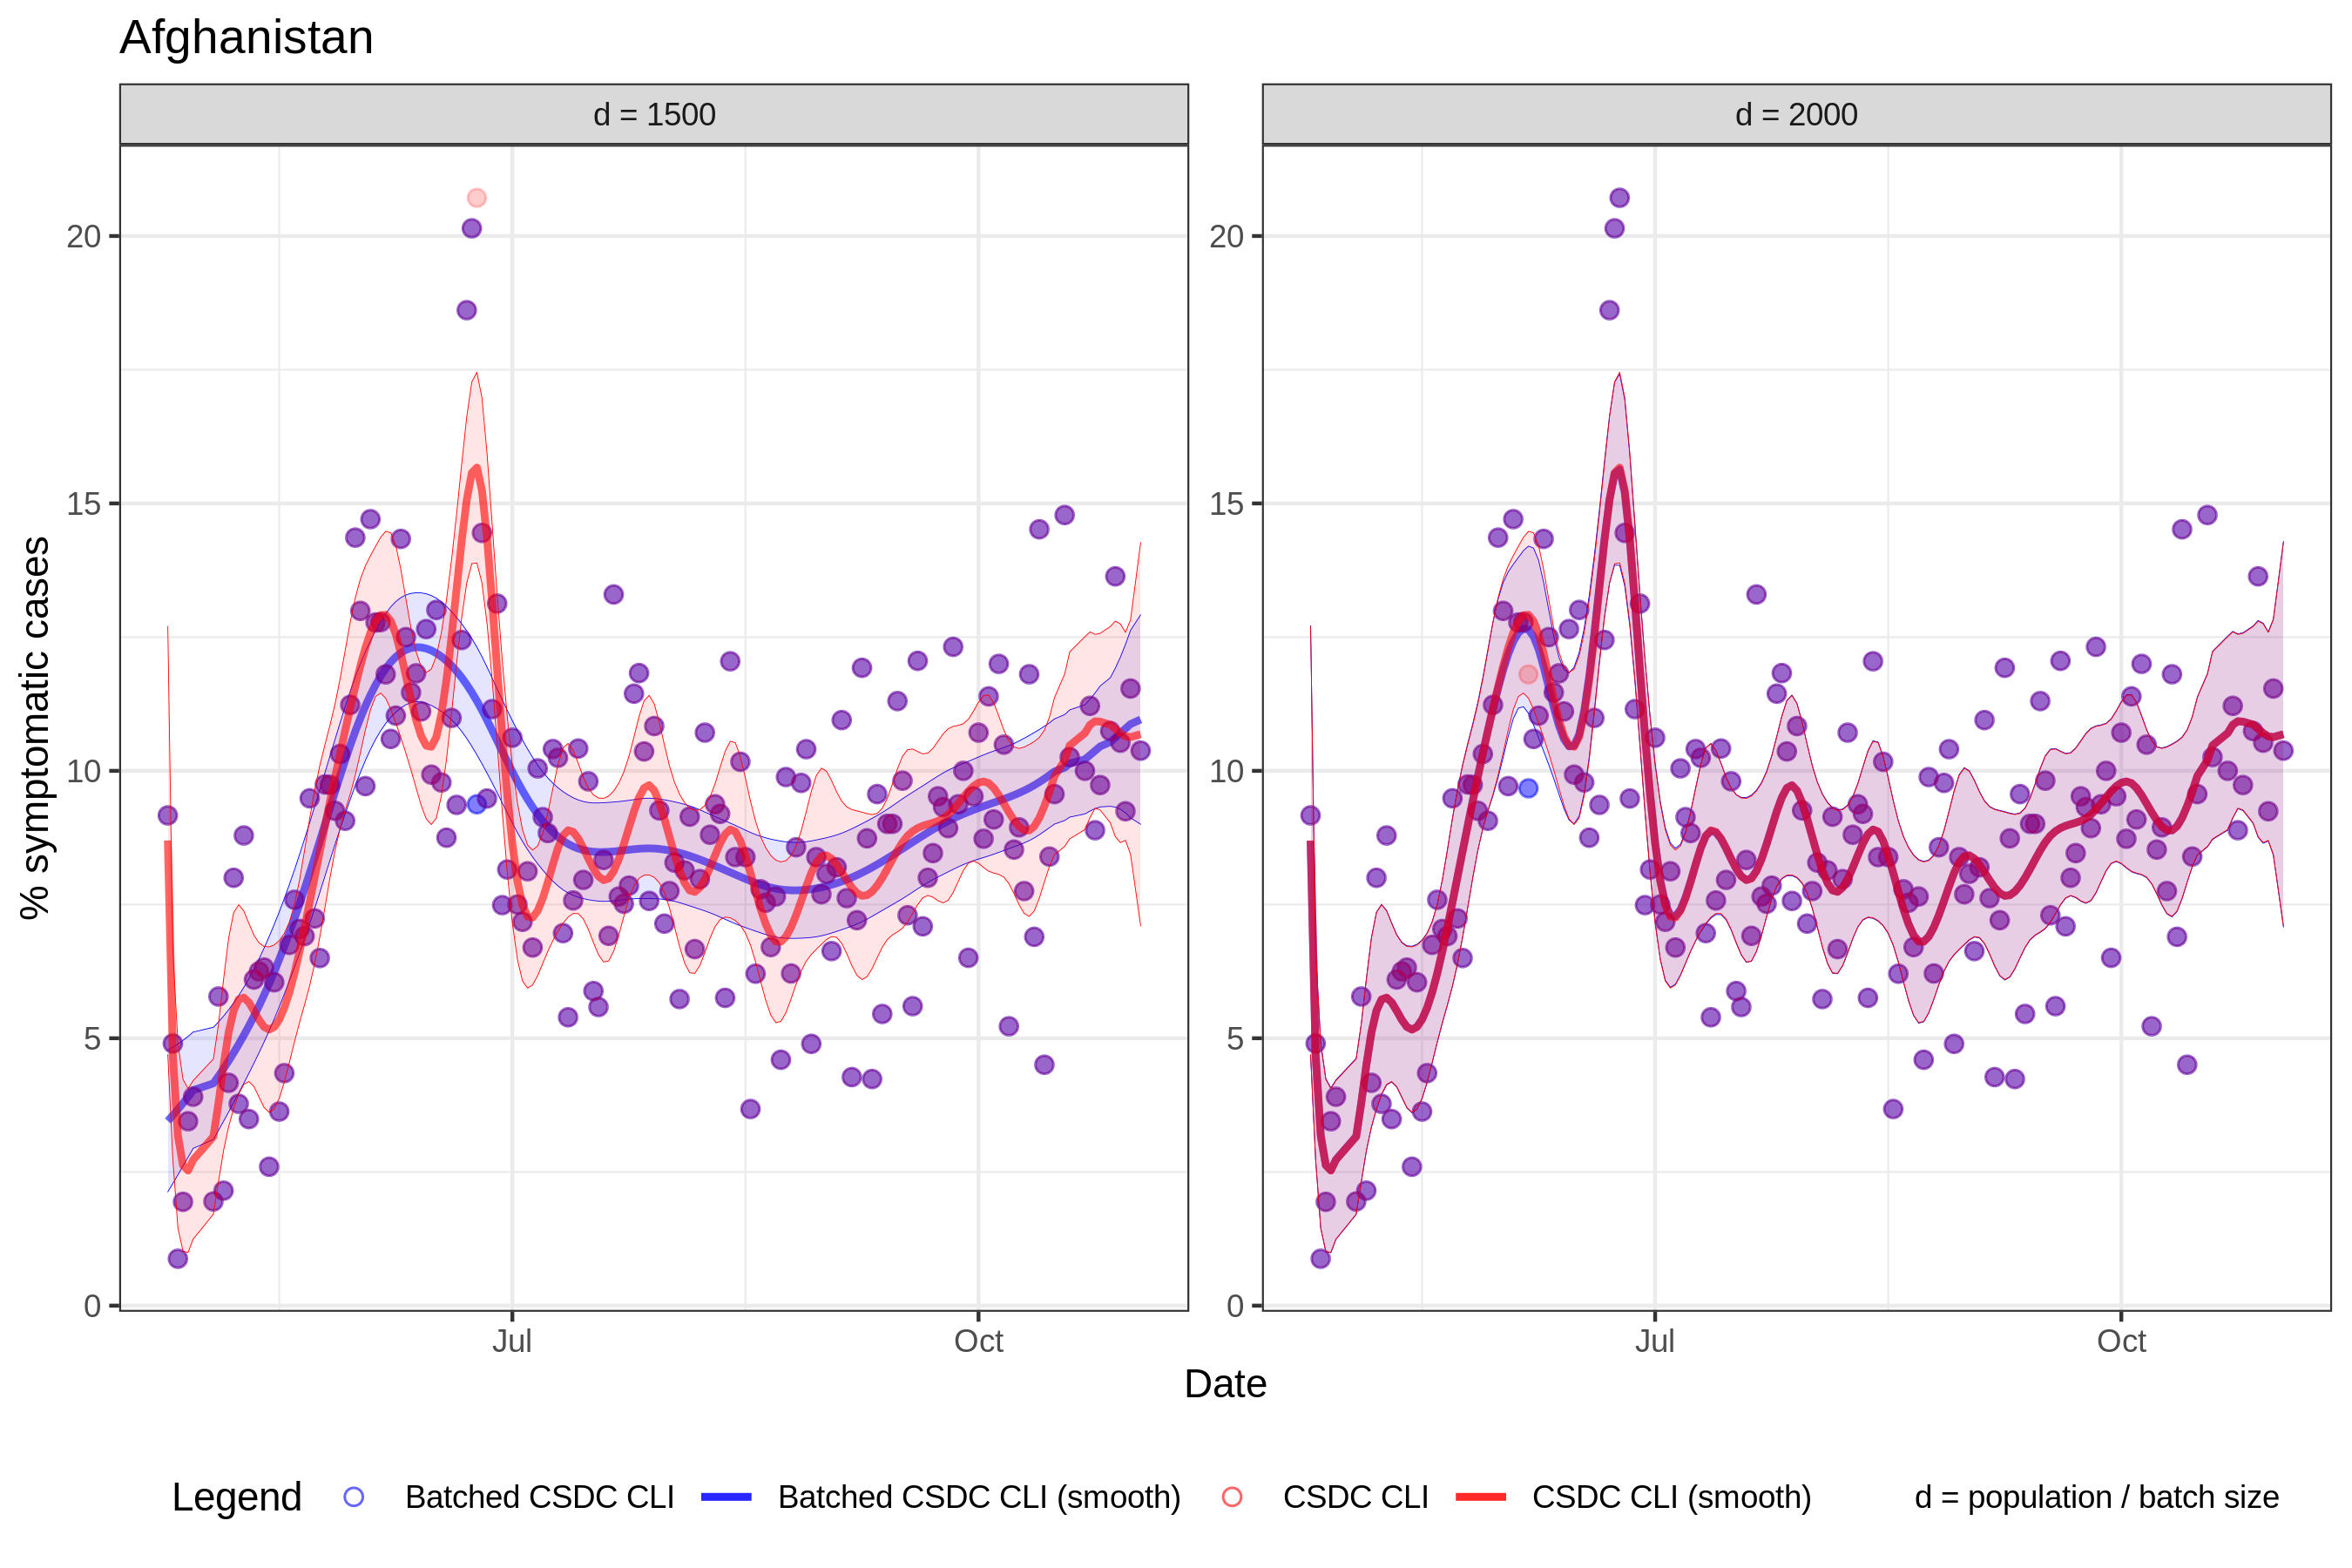 Afghanistan
d = 1500
d = 2000
% symptomatic cases
20
15
10
5
0
20
15
10
5
0
Jul
Oct
Jul
Oct
Date
Legend
Batched CSDC CLI
Batched CSDC CLI (smooth)
CSDC CLI
CSDC CLI (smooth)
d = population / batch size